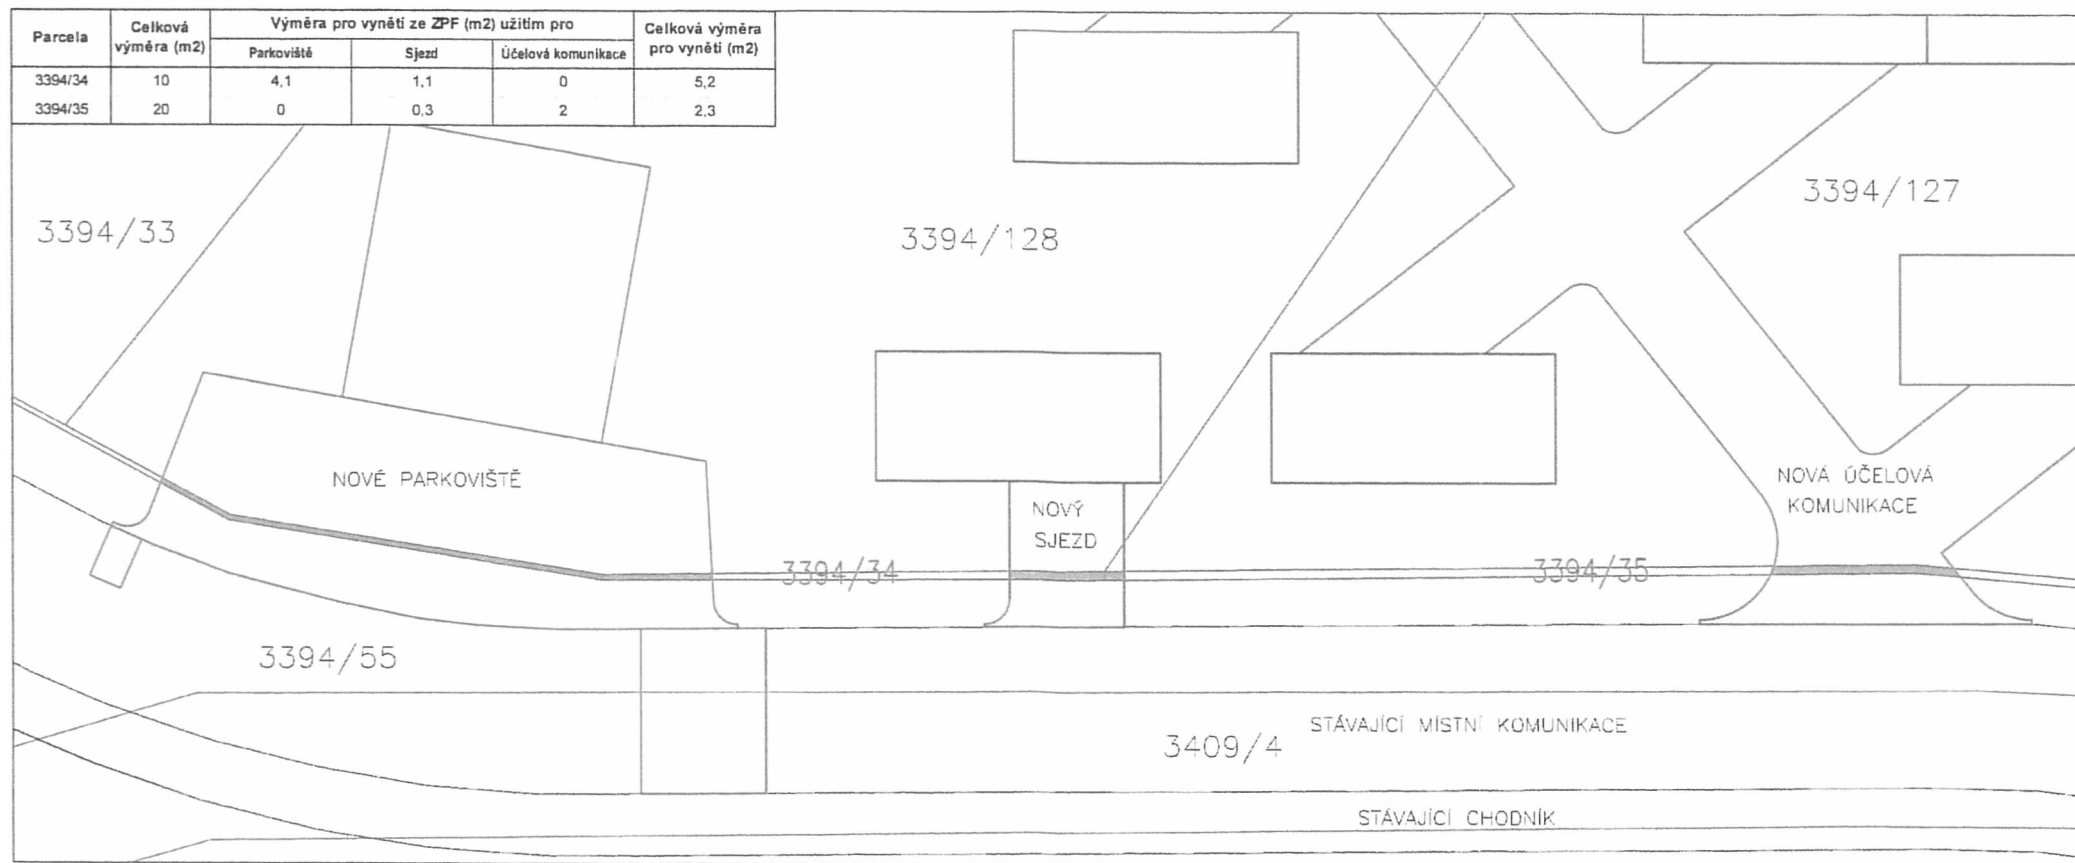 Parcela Celková výměra (m2) Výměra pro vynětí ze ZPF (m2) užitím pro Celková výměra pro vynětí (m2)
Parkoviště Sjezd Účelová komunikace
3394/34 10 4,1 1,1 0 5,2
3394/35 20 0 0,3 2 2,3
3394/33
3394/128
3394/127
NOVÉ PARKOVIŠTĚ
NOVÝ
SJEZD
NOVÁ ÚČELOVÁ
KOMUNIKACE
3394/34
3394/35
3394/55
STÁVAJÍCÍ MÍSTNÍ KOMUNIKACE
3409/4
STÁVAJÍCÍ CHODNÍK